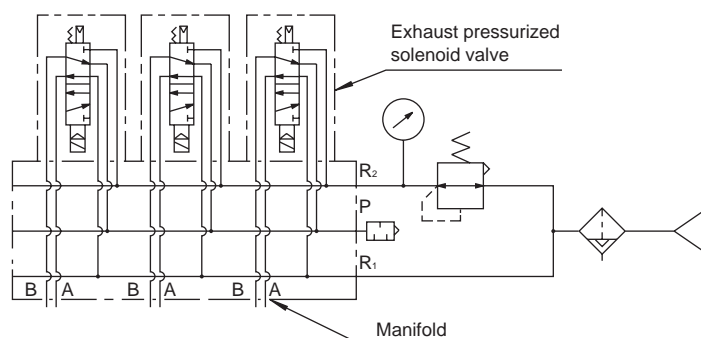 Exhaust pressurized
solenoid valve
R2
P
R1
B A B A B A
Manifold